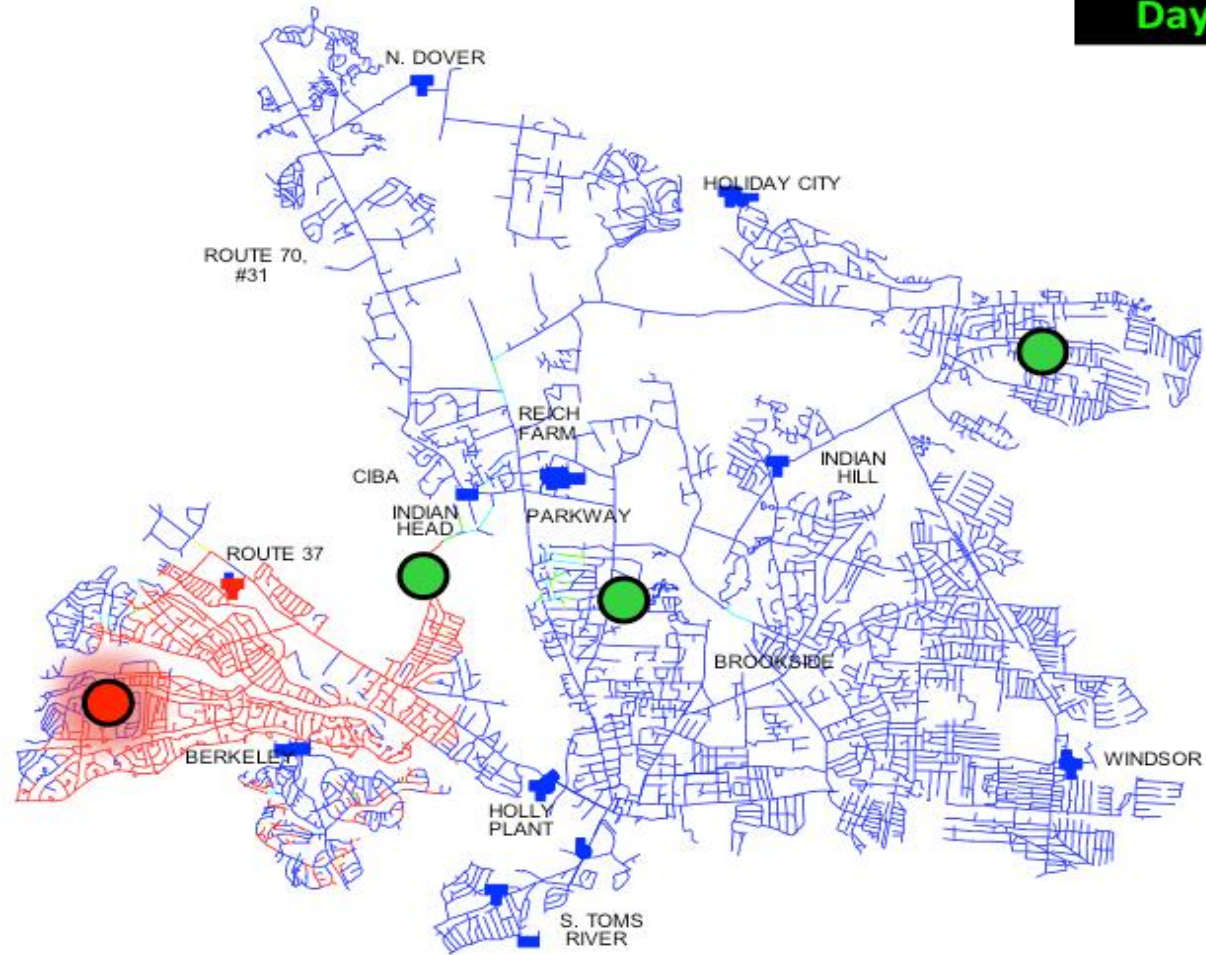 Day
N. DOVER
HOLIDAY CITY
ROUTE 70,
#31
REICH
FARM
CIBA
INDIAN
HILL
INDIAN
HEAD
PARKWAY
ROUTE 37
BROOKSIDE
BERKELEY
WINDSOR
HOLLY
PLANT
S. TOMS
RIVER